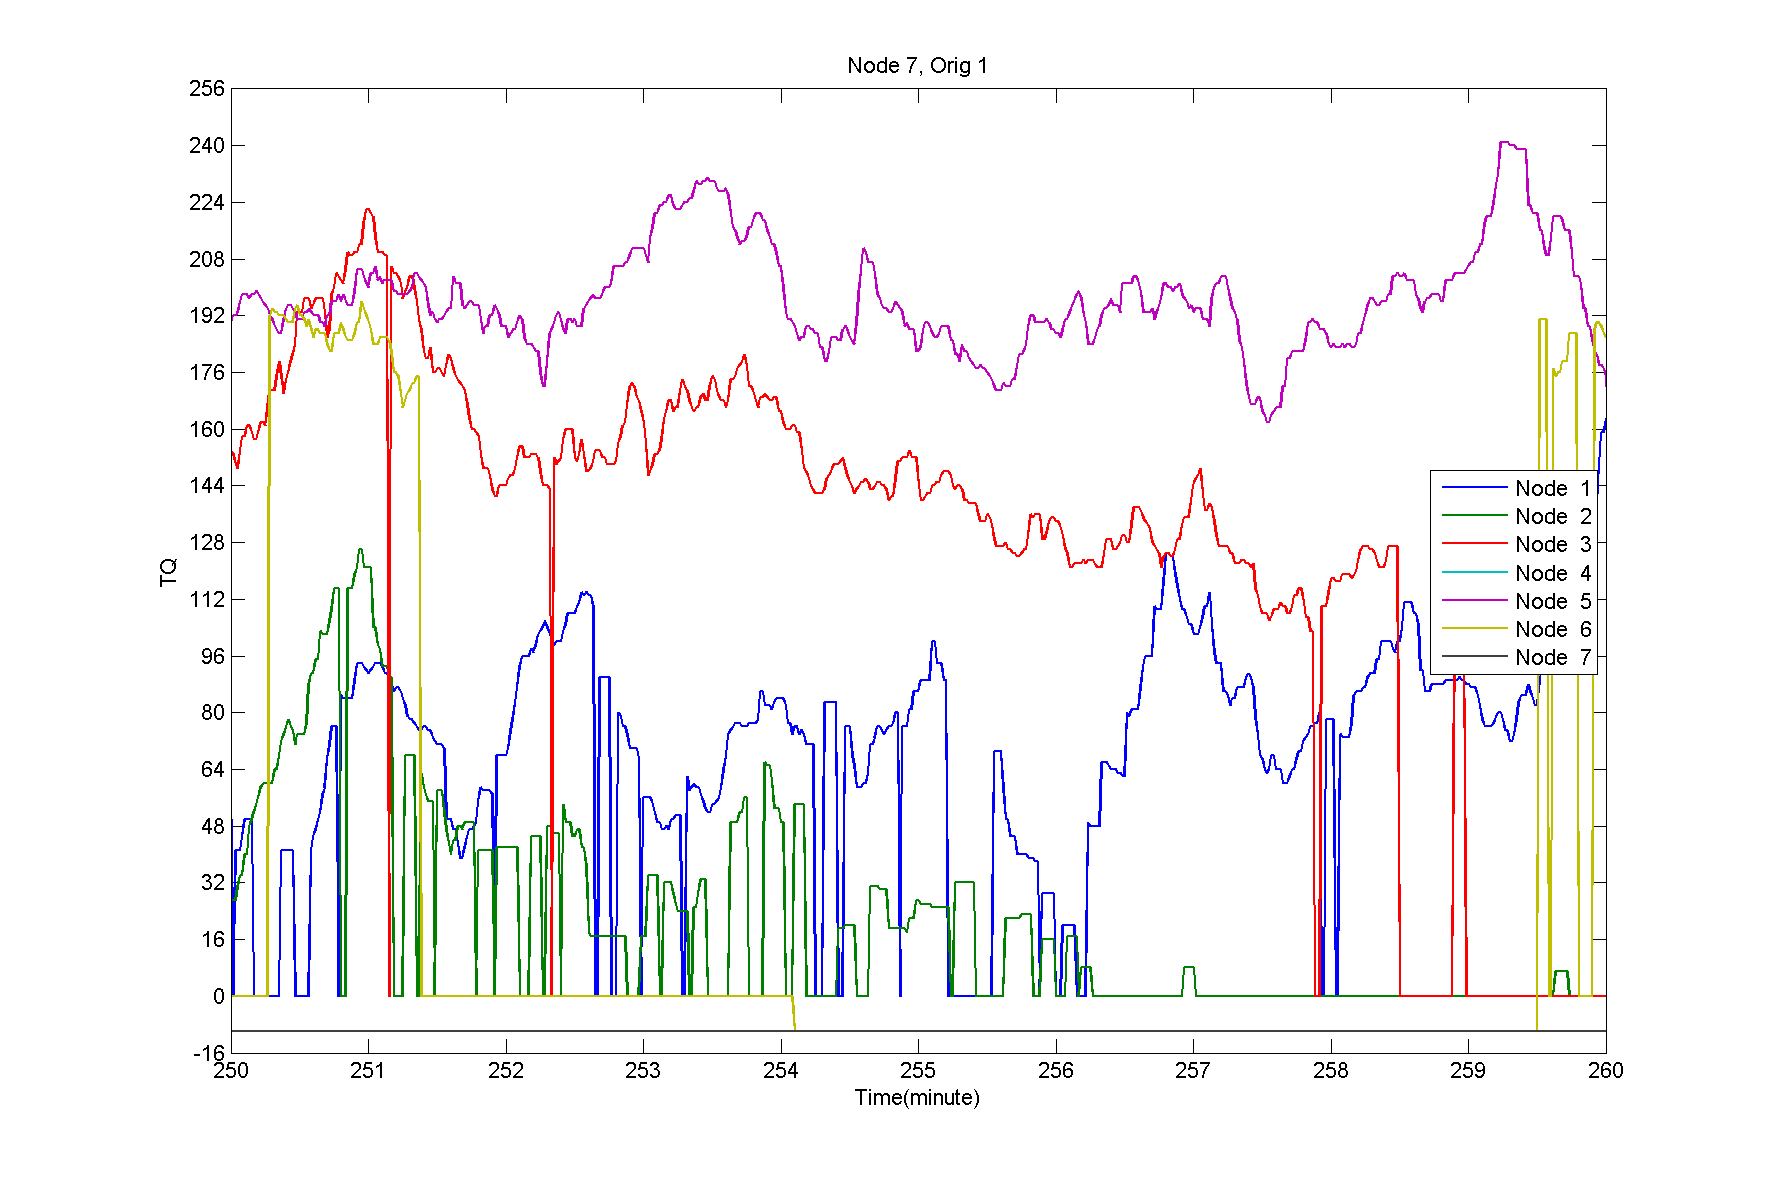 Node 7, Orig 1
256
240
224
208
192
176
160
144
128
112
96
80
64
48
32
16
0
-16
TQ
Node 1
Node 2
Node 3
Node 4
Node 5
Node 6
Node 7
250 251 252 253 254 255 256 257 258 259 260
Time(minute)